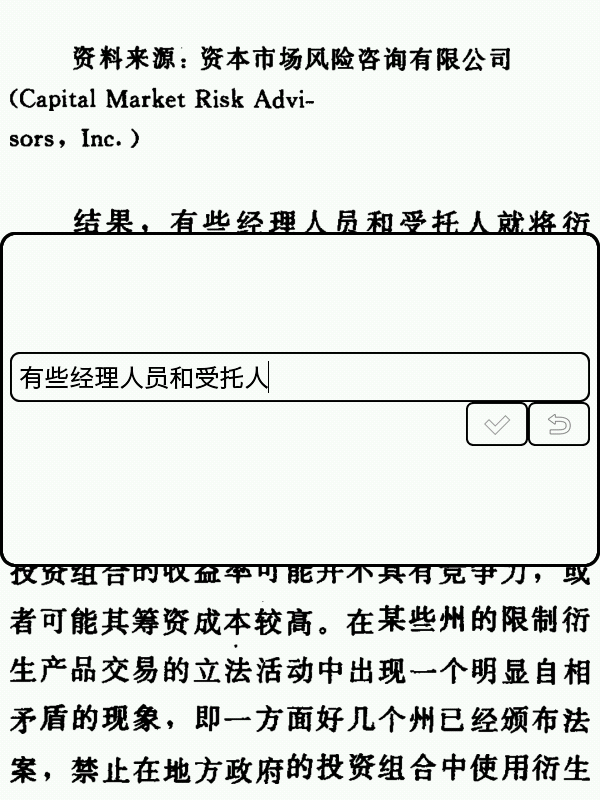 资料来源：资本市场风险咨询有限公司
(Capital Market Risk Advi-
sors, Inc.)
结果，有些经理人员和受托人就将衍
有些经理人员和受托人
投资组合的收益率可能并不具有竞争力，或
者可能其筹资成本较高。在某些州的限制衍
生产品交易的立法活动中出现一个明显自相
矛盾的现象，即一方面好几个州已经颁布法
案，禁止在地方政府的投资组合中使用衍生